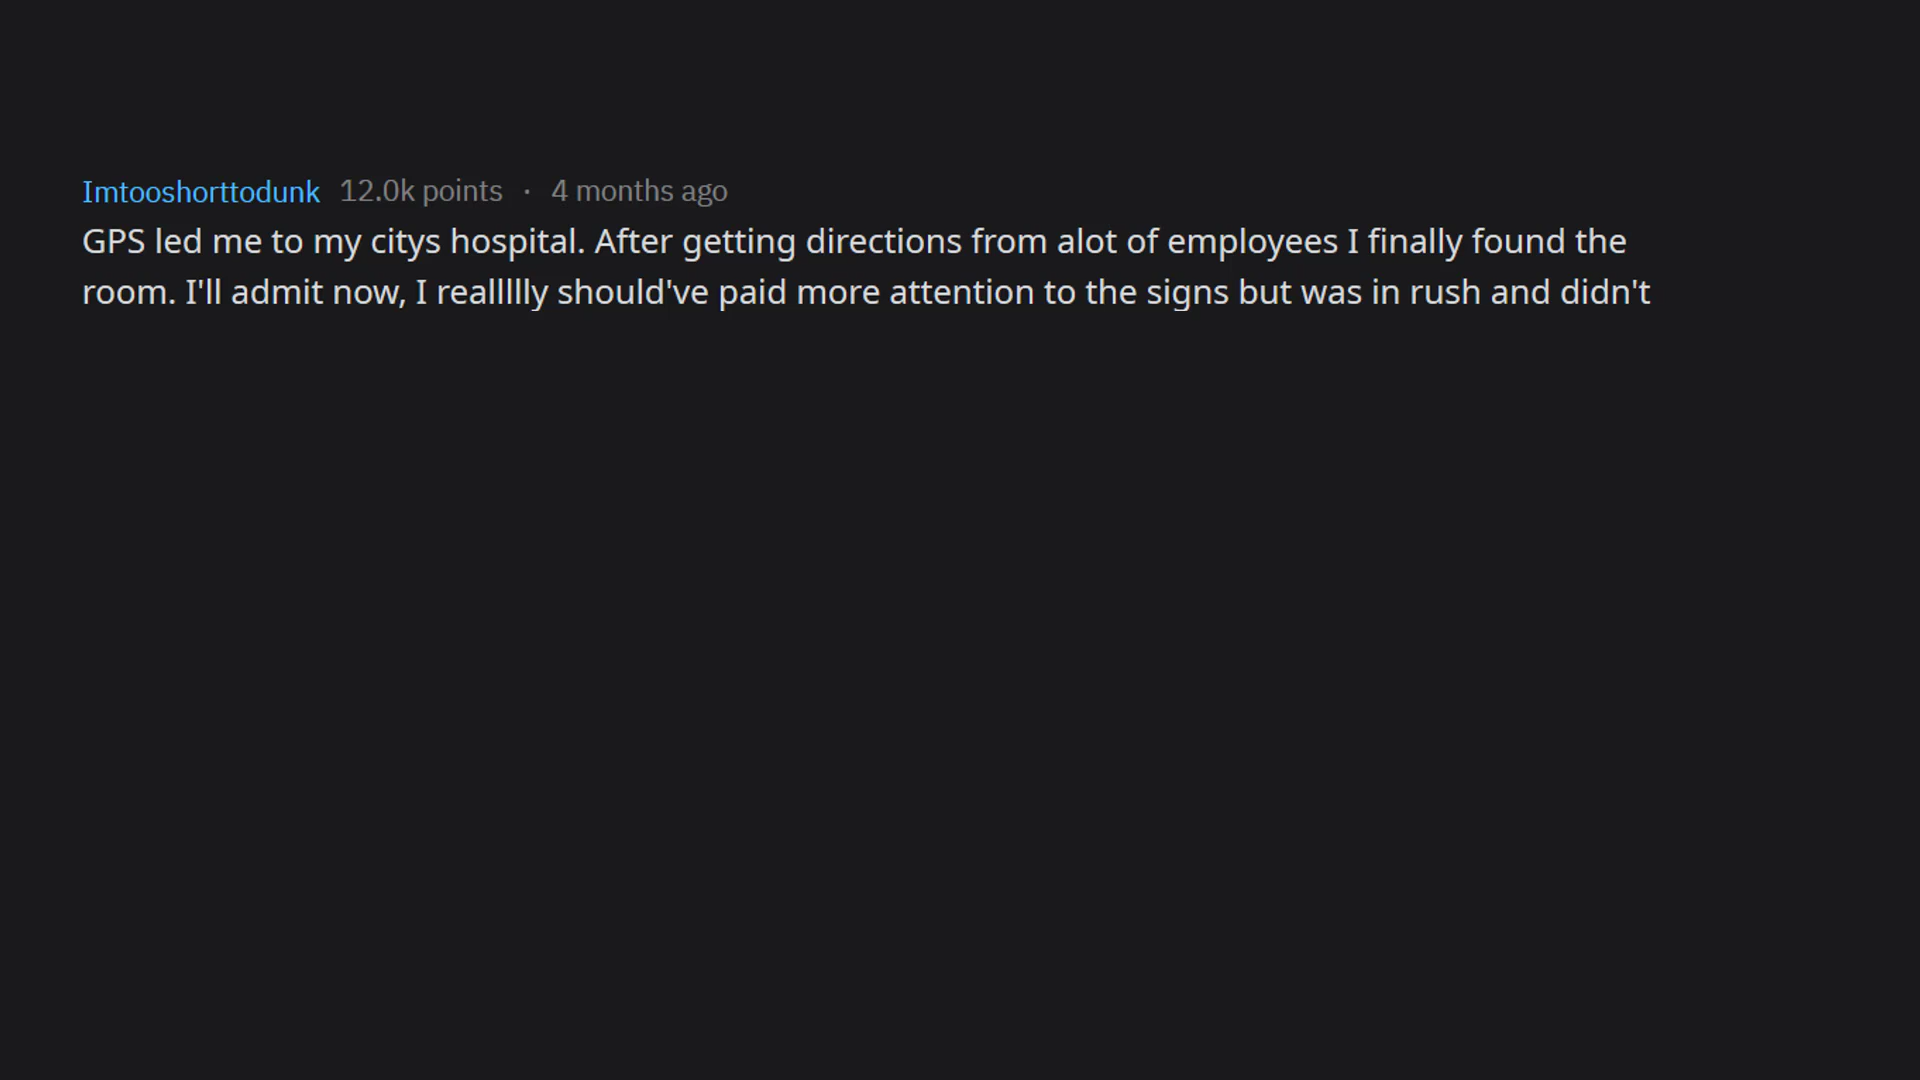 Imtooshorttodunk 12.0k points · 4 months ago
GPS led me to my citys hospital. After getting directions from alot of employees I finally found the
room. I'll admit now, I reallllly should've paid more attention to the signs but was in rush and didn't